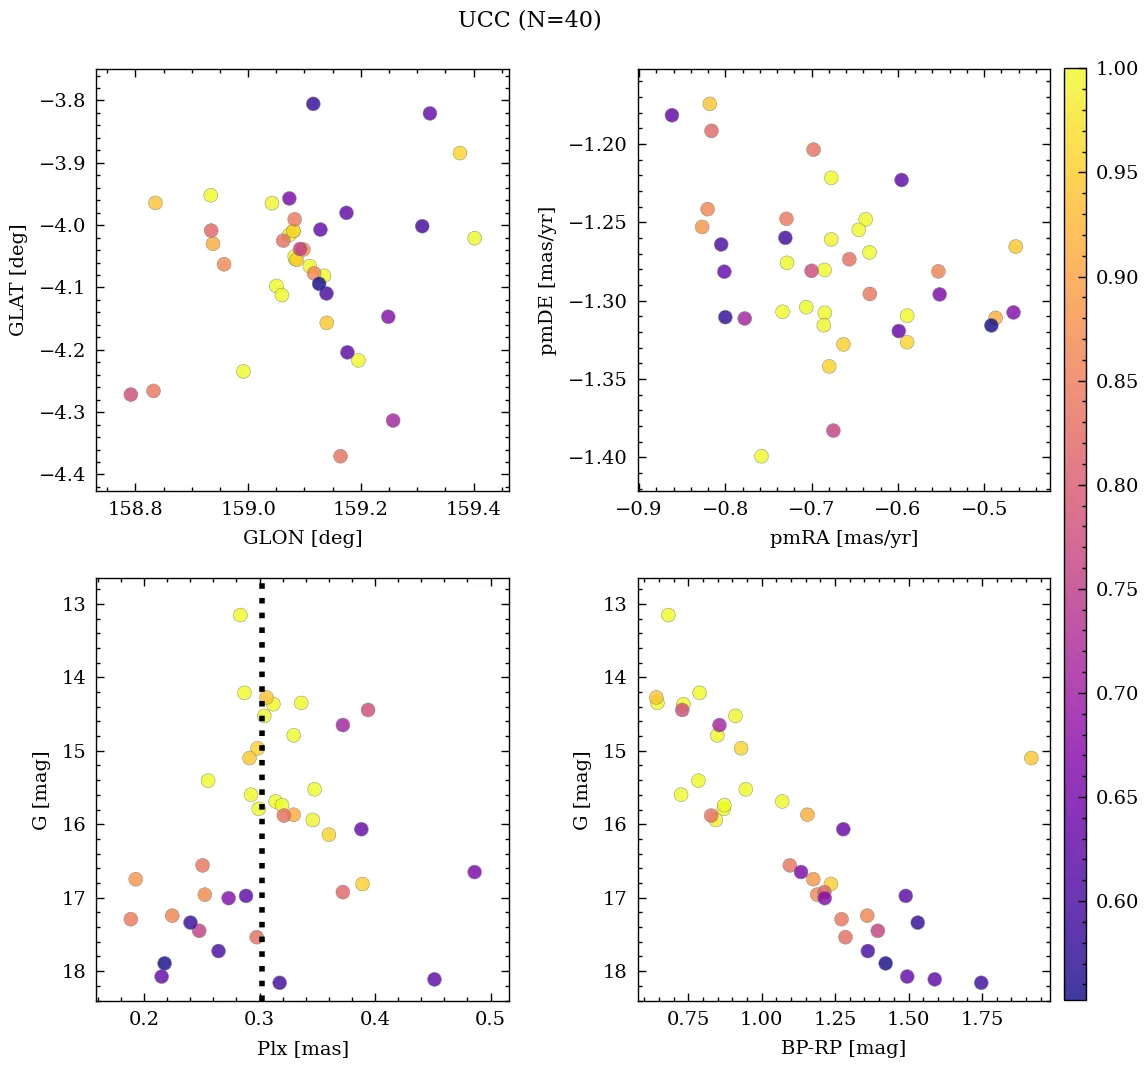 UCC (N=40)
−3.8
−3.9
−4.0
−4.1
−4.2
−4.3
−4.4
GLAT [deg]
158.8 159.0 159.2 159.4
GLON [deg]
−1.20
−1.25
−1.30
−1.35
−1.40
pmDE [mas/yr]
−0.9 −0.8 −0.7 −0.6 −0.5
pmRA [mas/yr]
13
14
15
16
17
18
G [mag]
0.2 0.3 0.4 0.5
Plx [mas]
13
14
15
16
17
18
G [mag]
0.75 1.00 1.25 1.50 1.75
BP-RP [mag]
1.00
0.95
0.90
0.85
0.80
0.75
0.70
0.65
0.60